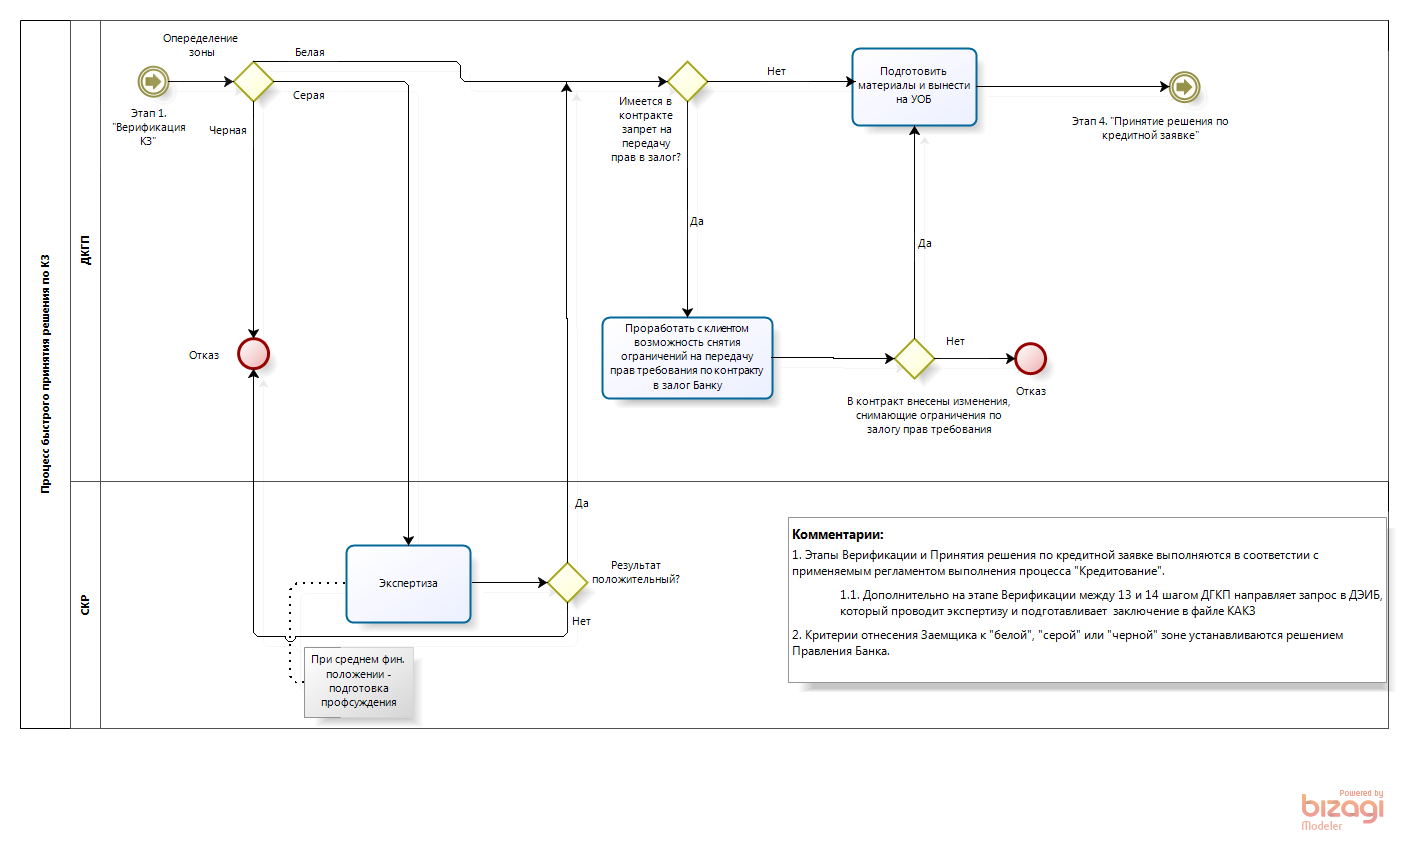 Процесс быстрого принятия решения по КЗ
ДКГП
СКР
Опеределение
зоны
Белая
Серая
Черная
Этап 1.
"Верификация
КЗ"
Отказ
Имеется в
контракте
запрет на
передачу
прав в залог?
Нет
Да
Подготовить
материалы и вынести
на УОБ
Этап 4. "Принятие решения по
кредитной заявке"
Да
Проработать с клиентом
возможность снятия
ограничений на передачу
прав требования по контракту
в залог Банку
Нет
Отказ
В контракт внесены изменения,
снимающие ограничения по
залогу прав требования
Да
Экспертиза
Результат
положительный?
Нет
При среднем фин.
положении -
подготовка
профсуждения
Комментарии:
1. Этапы Верификации и Принятия решения по кредитной заявке выполняются в соответстии с
применяемым регламентом выполнения процесса "Кредитование".
1.1. Дополнительно на этапе Верификации между 13 и 14 шагом ДГКП направляет запрос в ДЭИБ,
который проводит экспертизу и подготавливает заключение в файле КАКЗ
2. Критерии отнесения Заемщика к "белой", "серой" или "черной" зоне устанавливаются решением
Правления Банка.
Powered by
bizagi
Modeler